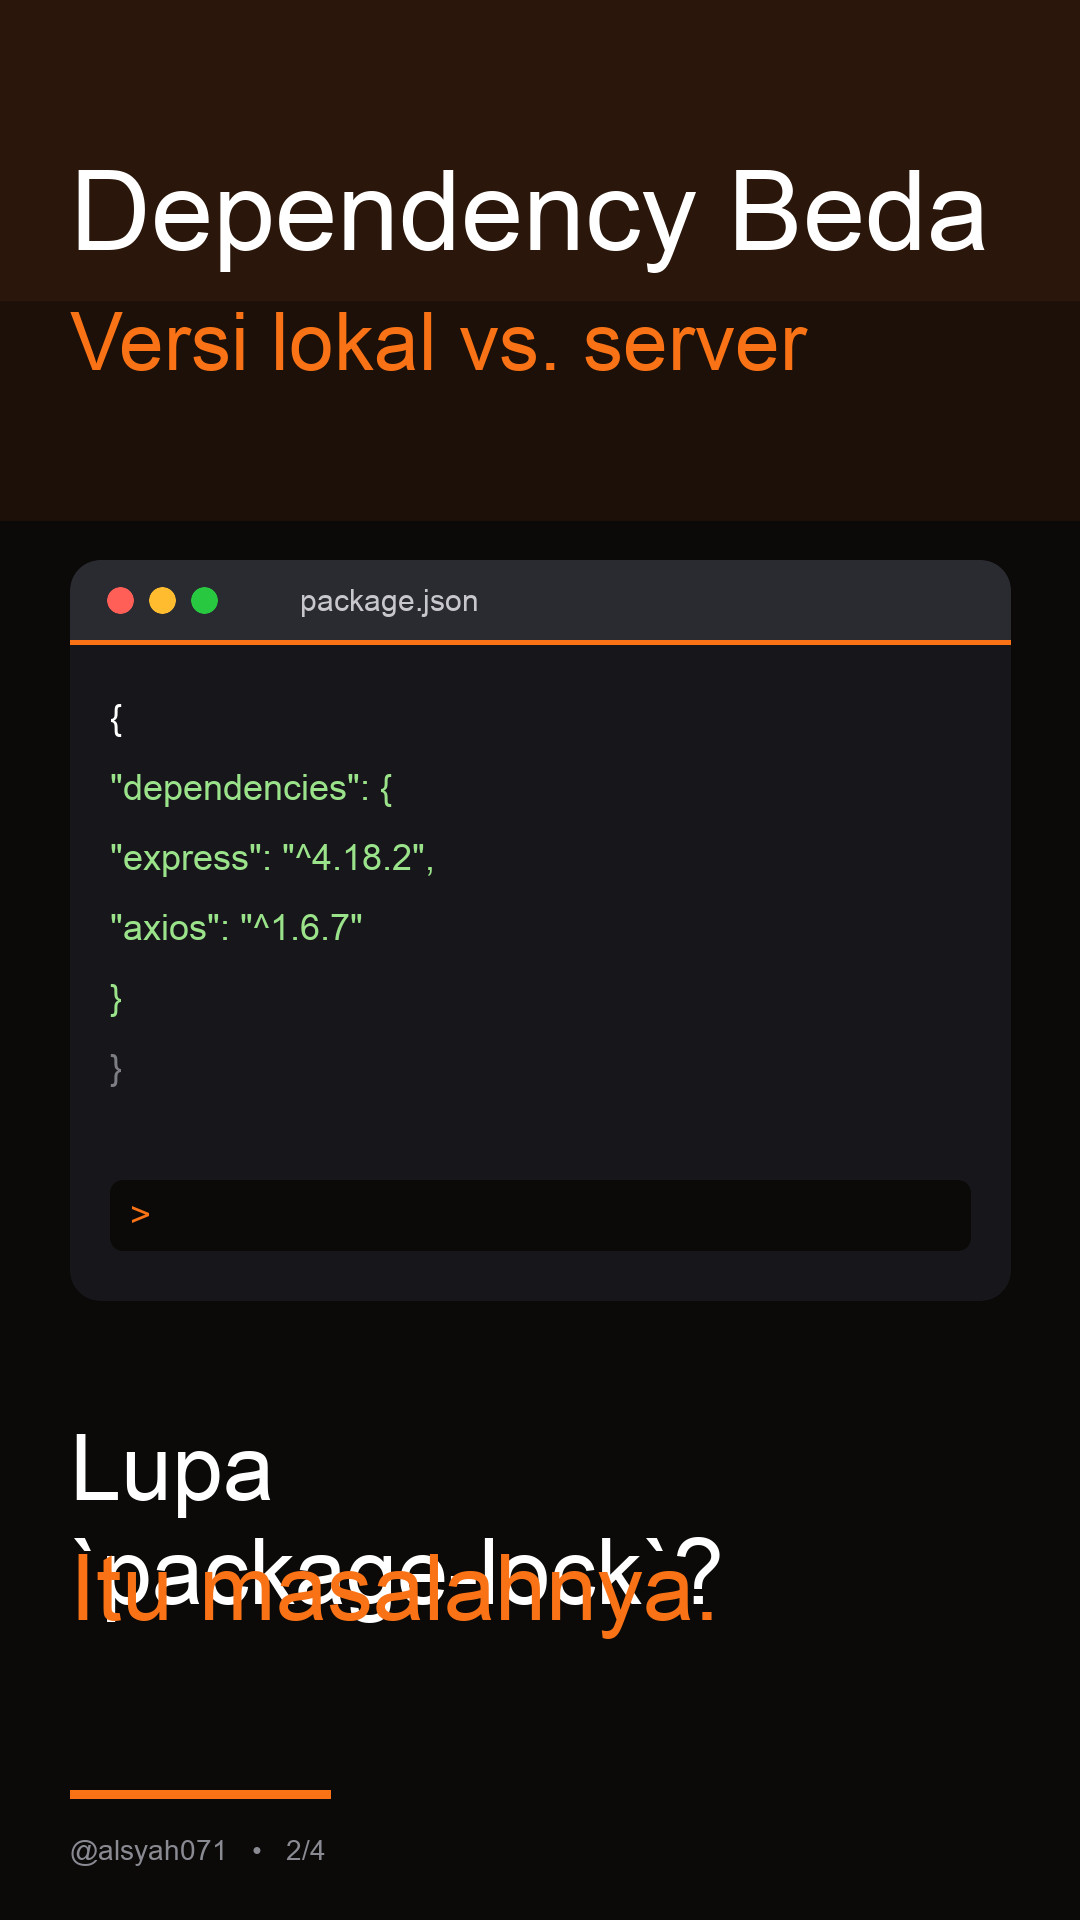 Dependency Beda
Versi lokal vs. server
package.json
{
"dependencies": {
"express": "^4.18.2",
"axios": "^1.6.7"
}
}
>
Lupa
`package-lock`?
Itu masalahnya.
@alsyah071 • 2/4